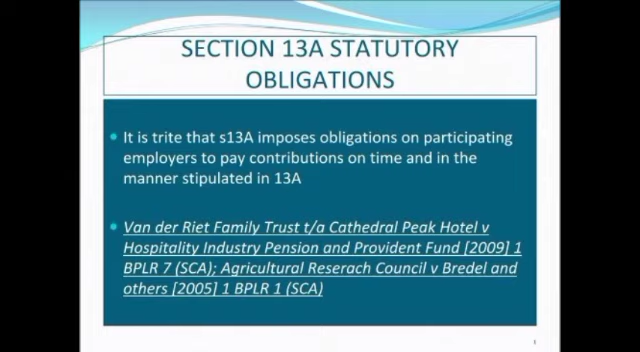 SECTION 13A STATUTORY
OBLIGATIONS
It is trite that s13A imposes obligations on participating
employers to pay contributions on time and in the
manner stipulated in 13A
Van der Riet Family Trust t/a Cathedral Peak Hotel v
Hospitality Industry Pension and Provident Fund [2009] 1
BPLR 7 (SCA); Agricultural Reserach Council v Bredel and
others [2005] 1 BPLR 1 (SCA)
1